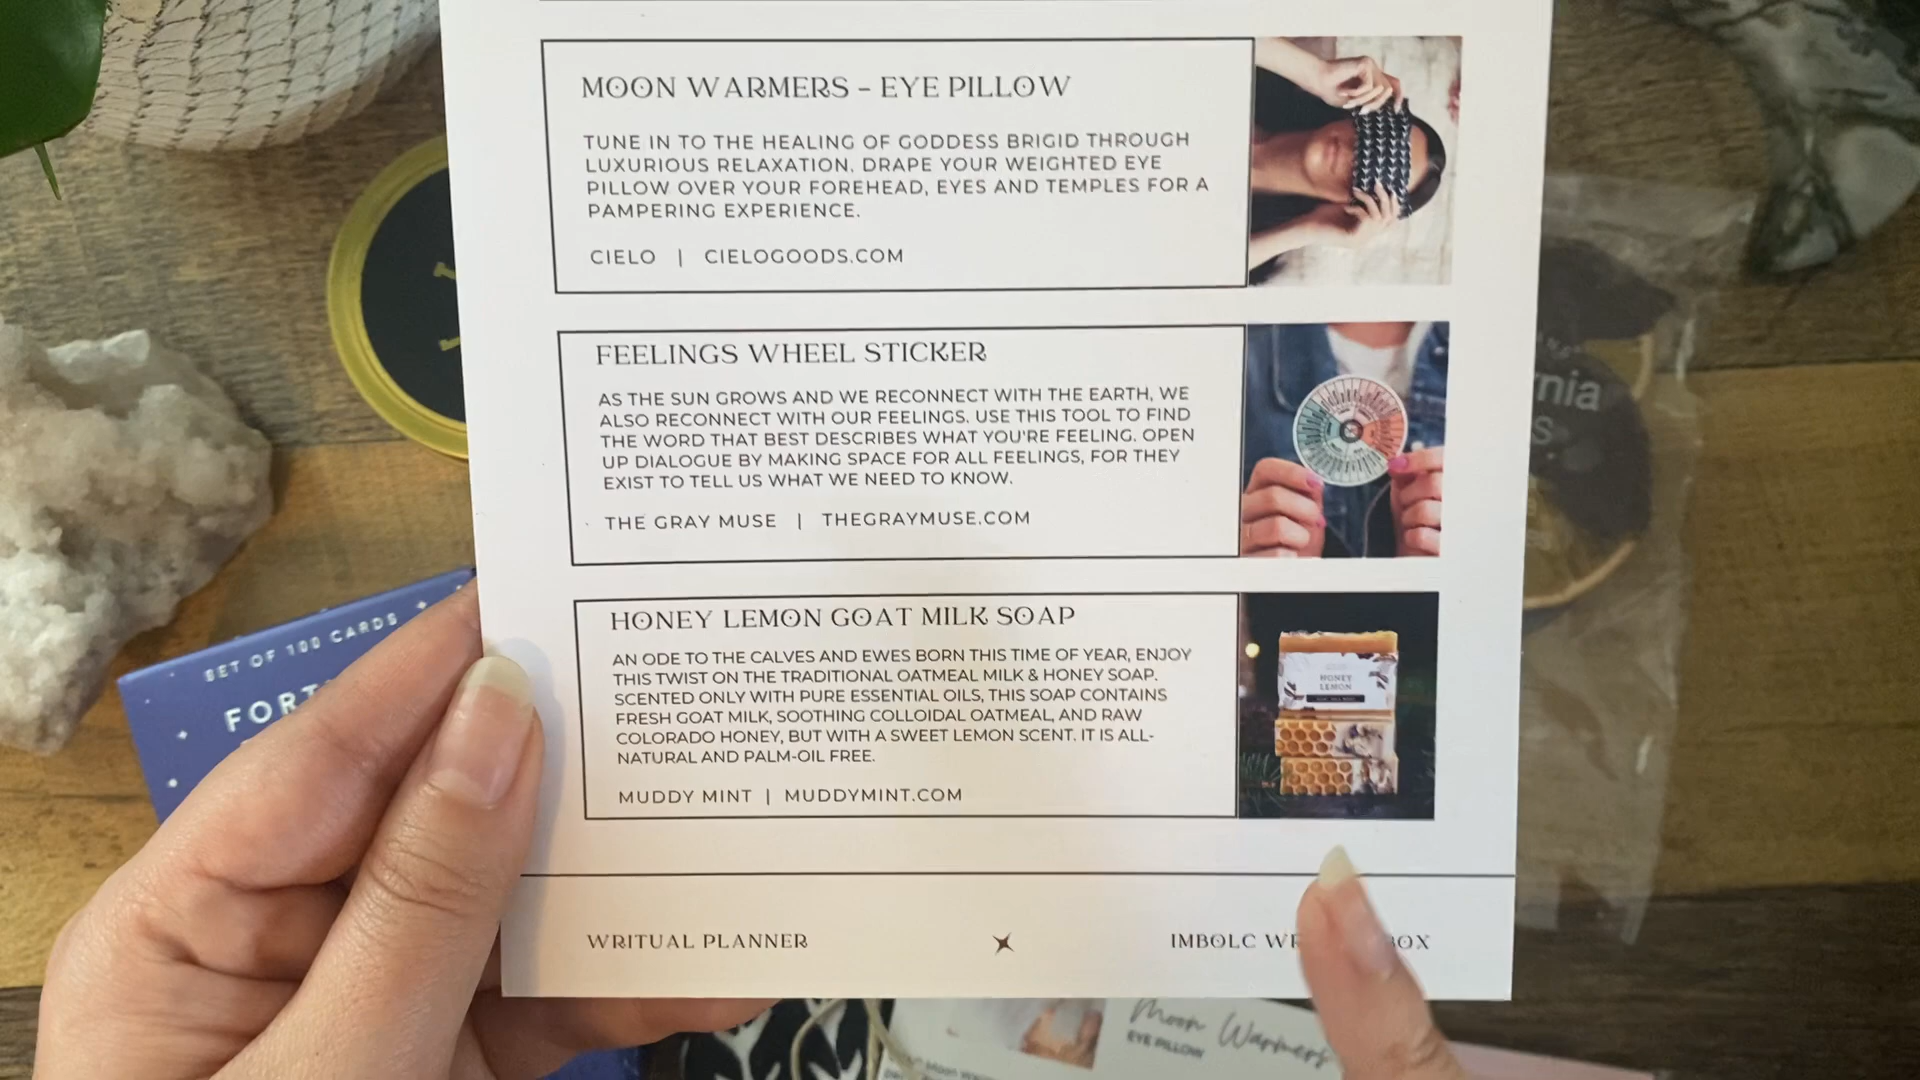 MOON WARMERS - EYE PILLOW
TUNE IN TO THE HEALING OF GODDESS BRIGID THROUGH
LUXURIOUS RELAXATION. DRAPE YOUR WEIGHTED EYE
PILLOW OVER YOUR FOREHEAD, EYES AND TEMPLES FOR A
PAMPERING EXPERIENCE.
CIELO | CIELOGOODS.COM
FEELINGS WHEEL STICKER
AS THE SUN GROWS AND WE RECONNECT WITH THE EARTH, WE
ALSO RECONNECT WITH OUR FEELINGS. USE THIS TOOL TO FIND
THE WORD THAT BEST DESCRIBES WHAT YOU'RE FEELING. OPEN
UP DIALOGUE BY MAKING SPACE FOR ALL FEELINGS, FOR THEY
EXIST TO TELL US WHAT WE NEED TO KNOW.
THE GRAY MUSE | THEGRAYMUSE.COM
HONEY LEMON GOAT MILK SOAP
AN ODE TO THE CALVES AND EWES BORN THIS TIME OF YEAR, ENJOY
THIS TWIST ON THE TRADITIONAL OATMEAL MILK & HONEY SOAP.
SCENTED ONLY WITH PURE ESSENTIAL OILS, THIS SOAP CONTAINS
FRESH GOAT MILK, SOOTHING COLLOIDAL OATMEAL, AND RAW
COLORADO HONEY, BUT WITH A SWEET LEMON SCENT. IT IS ALL-
NATURAL AND PALM-OIL FREE.
MUDDY MINT | MUDDYMINT.COM
HONEY
LEMON
WRITUAL PLANNER
IMBOLC WR BOX
SET OF 100 CARDS
FORT
nia
S
Moon Warmers
EYE PILLOW